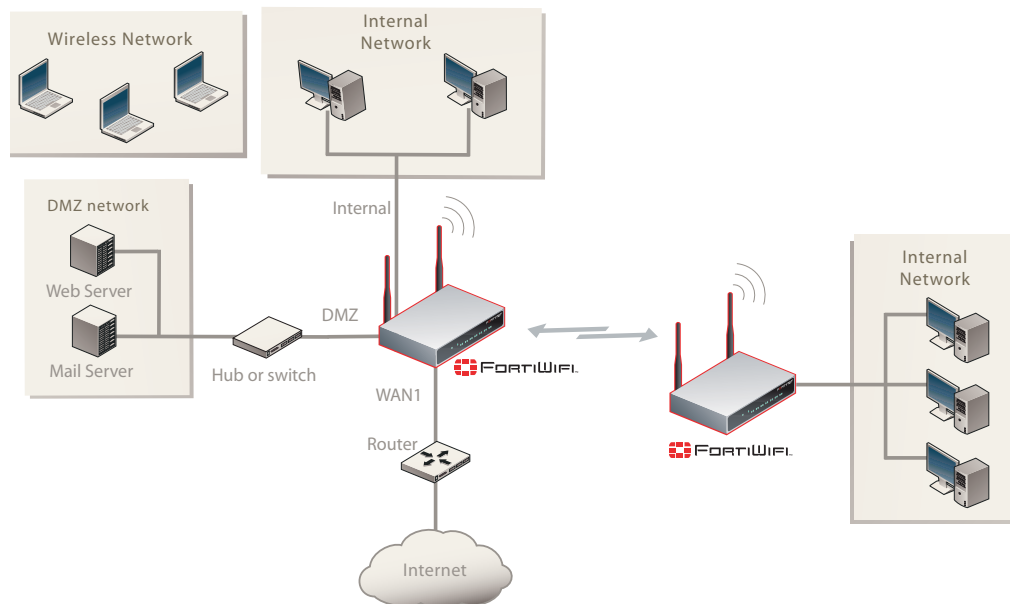 Wireless Network
Internal
Network
DMZ network
Web Server
Mail Server
Internal
DMZ
Hub or switch
WAN1
FORTIWIFI
Router
Internet
Internal
Network
FORTIWIFI